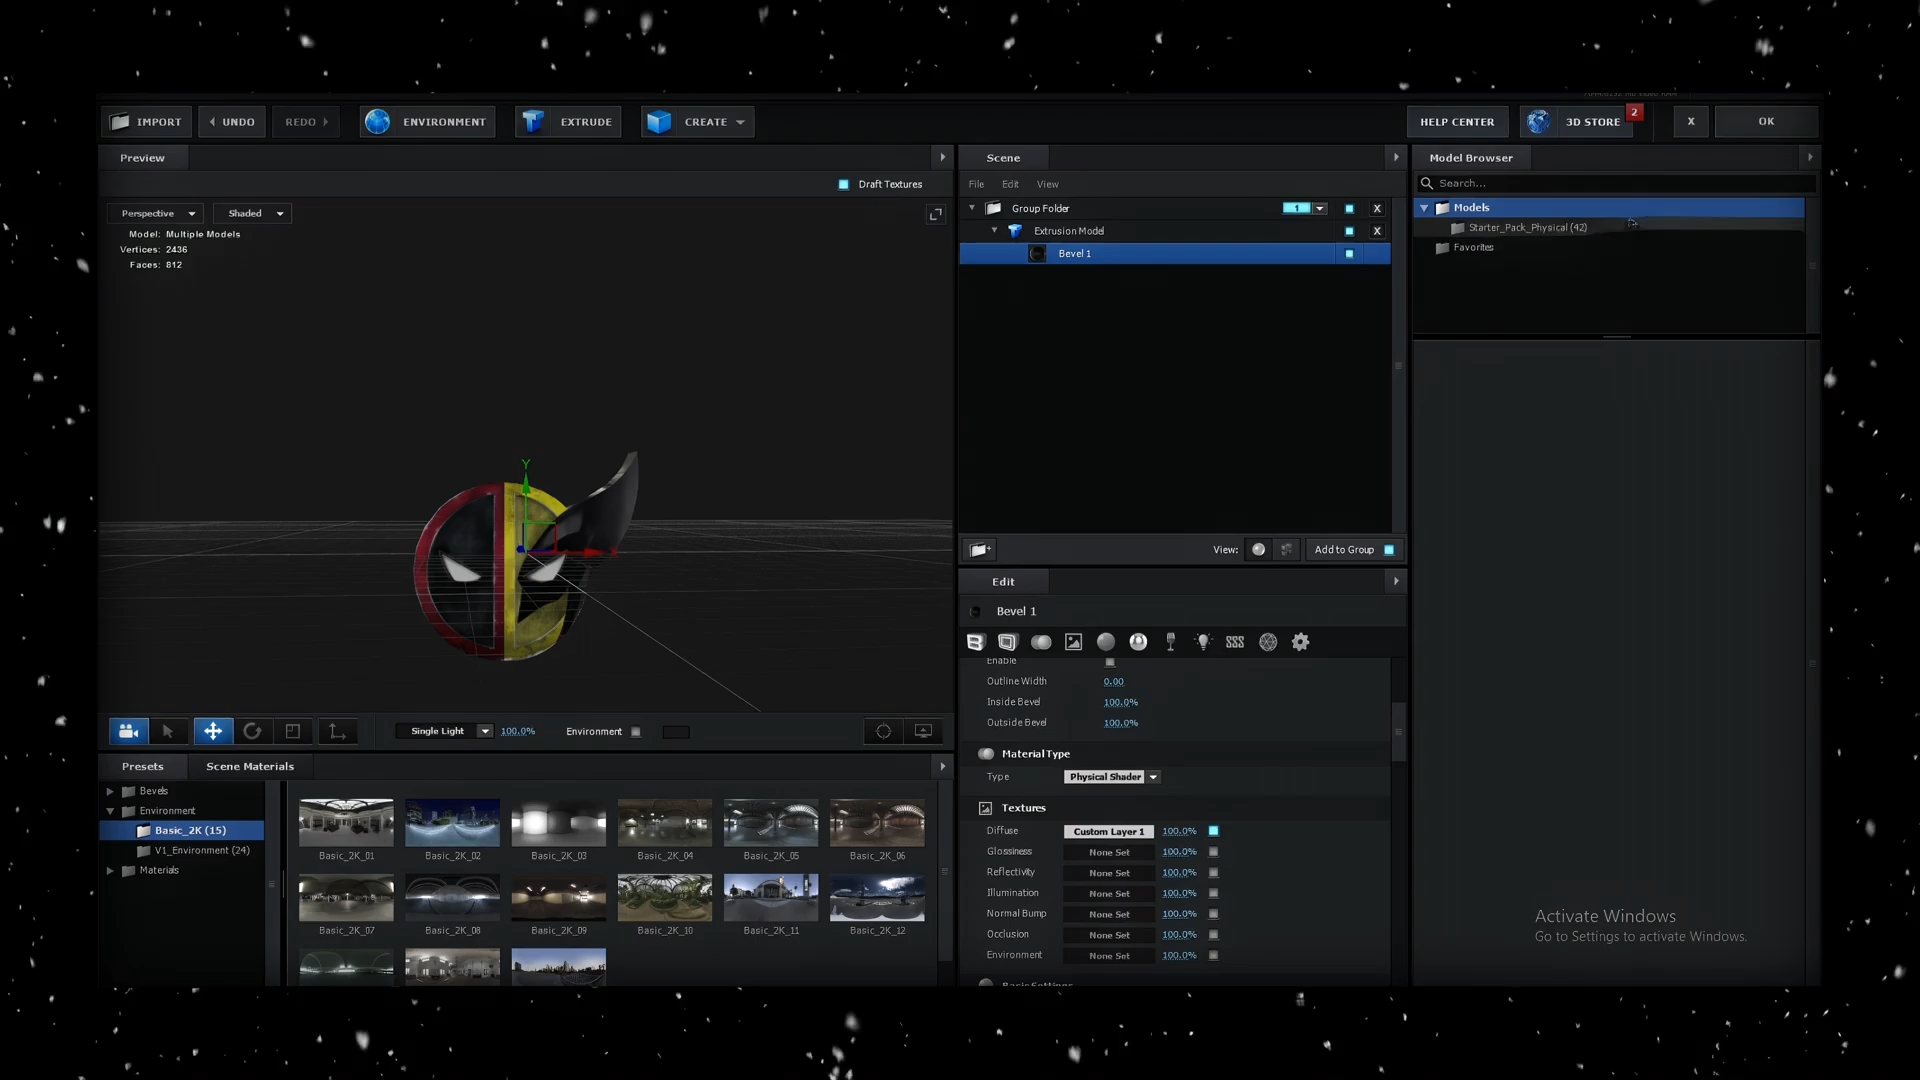 IMPORT
UNDO
REDO
ENVIRONMENT
EXTRUDE
CREATE
HELP CENTER
3D STORE
2
X
OK
Preview
Draft Textures
Perspective
Shaded
Model: Multiple Models
Vertices: 2436
Faces: 812
Y
X
Single Light
100.0%
Environment
Presets
Scene Materials
Bevels
Environment
Basic_2K (15)
V1_Environment (24)
Materials
Basic_2K_01
Basic_2K_02
Basic_2K_03
Basic_2K_04
Basic_2K_05
Basic_2K_06
Basic_2K_07
Basic_2K_08
Basic_2K_09
Basic_2K_10
Basic_2K_11
Basic_2K_12
Scene
File Edit View
Group Folder
1
X
Extrusion Model
X
Bevel 1
View:
Add to Group
Edit
Bevel 1
Enable
Outline Width 0.00
Inside Bevel 100.0%
Outside Bevel 100.0%
Material Type
Type Physical Shader
Textures
Diffuse Custom Layer 1 100.0%
Glossiness None Set 100.0%
Reflectivity None Set 100.0%
Illumination None Set 100.0%
Normal Bump None Set 100.0%
Occlusion None Set 100.0%
Environment None Set 100.0%
Basic Settings
Model Browser
Search...
Models
Starter_Pack_Physical (42)
Favorites
Activate Windows
Go to Settings to activate Windows.